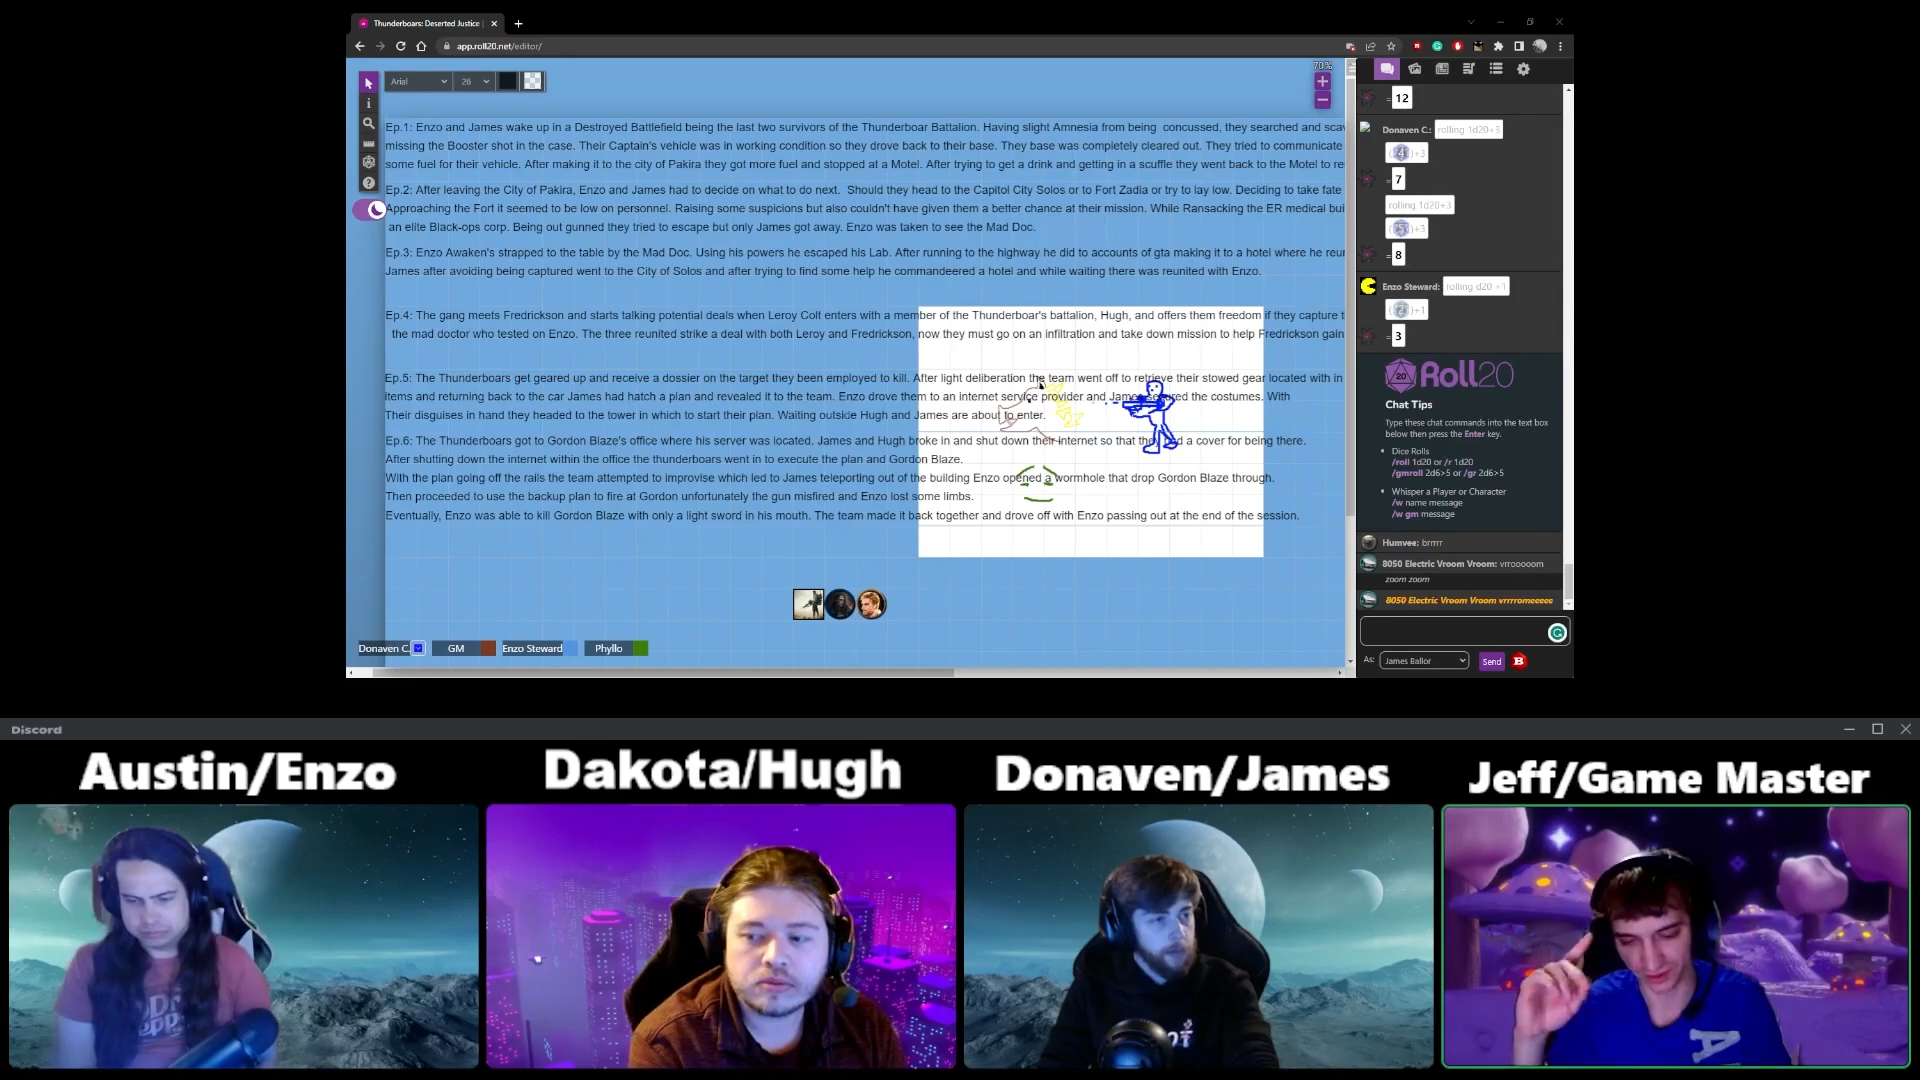 Thunderboars: Deserted Justice |
app.roll20.net/editor/
Arial
26
70%
Ep.1: Enzo and James wake up in a Destroyed Battlefield being the last two survivors of the Thunderboar Battalion. Having slight Amnesia from being concussed, they searched and
missing the Booster shot in the case. Their Captain's vehicle was in working condition so they drove back to their base. They base was completely cleared out. They tried to communicate
some fuel for their vehicle. After making it to the city of Pakira they got more fuel and stopped at a Motel. After trying to get a drink and getting in a scuffle they went back to the Motel to
Ep.2: After leaving the City of Pakira, Enzo and James had to decide on what to do next. Should they head to the Capitol City Solos or to Fort Zadia or try to lay low. Deciding to take fate
Approaching the Fort it seemed to be low on personnel. Raising some suspicions but also couldn't have given them a better chance at their mission. While Ransacking the ER medical
an elite Black-ops corp. Being out gunned they tried to escape but only James got away. Enzo was taken to see the Mad Doc.
Ep.3: Enzo Awaken's strapped to the table by the Mad Doc. Using his powers he escaped his Lab. After running to the highway he did to accounts of gta making it to a hotel where he
James after avoiding being captured went to the City of Solos and after trying to find some help he commandeered a hotel and while waiting there was reunited with Enzo.
Ep.4: The gang meets Fredrickson and starts talking potential deals when Leroy Colt enters with a member of the Thunderboar's battalion, Hugh, and offers them freedom if they capture
the mad doctor who tested on Enzo. The three reunited strike a deal with both Leroy and Fredrickson, now they must go on an infiltration and take down mission to help Fredrickson gain
Ep.5: The Thunderboars get geared up and receive a dossier on the target they been employed to kill. After light deliberation the team went off to retrieve their stowed gear located with in
items and returning back to the car James had hatch a plan and revealed it to the team. Enzo drove them to an internet service provider and James secured the costumes. With
Their disguises in hand they headed to the tower in which to start their plan. Waiting outside Hugh and James are about to enter.
Ep.6: The Thunderboars got to Gordon Blaze's office where his server was located. James and Hugh broke in and shut down their internet so that they had a cover for being there.
After shutting down the internet within the office the thunderboars went in to execute the plan and Gordon Blaze.
With the plan going off the rails the team attempted to improvise which led to James teleporting out of the building Enzo opened a wormhole that drop Gordon Blaze through.
Then proceeded to use the backup plan to fire at Gordon unfortunately the gun misfired and Enzo lost some limbs.
Eventually, Enzo was able to kill Gordon Blaze with only a light sword in his mouth. The team made it back together and drove off with Enzo passing out at the end of the session.
Donaven C.
GM
Enzo Steward
Phyllo
= 12
Donaven C.: rolling 1d20+3
(4)+3
= 7
rolling 1d20+3
(5)+3
= 8
Enzo Steward: rolling d20 +1
(2)+1
= 3
20 Roll20
Chat Tips
Type these chat commands into the text box
below then press the Enter key.
• Dice Rolls
/roll 1d20 or /r 1d20
/gmroll 2d6>5 or /gr 2d6>5
• Whisper a Player or Character
/w name message
/w gm message
Humvee: brrrrr
8050 Electric Vroom Vroom: vrrooooom
zoom zoom
8050 Electric Vroom Vroom vrrrromeeeee
As:
James Ballor
Send
B
Discord
Austin/Enzo
Dakota/Hugh
Donaven/James
Jeff/Game Master